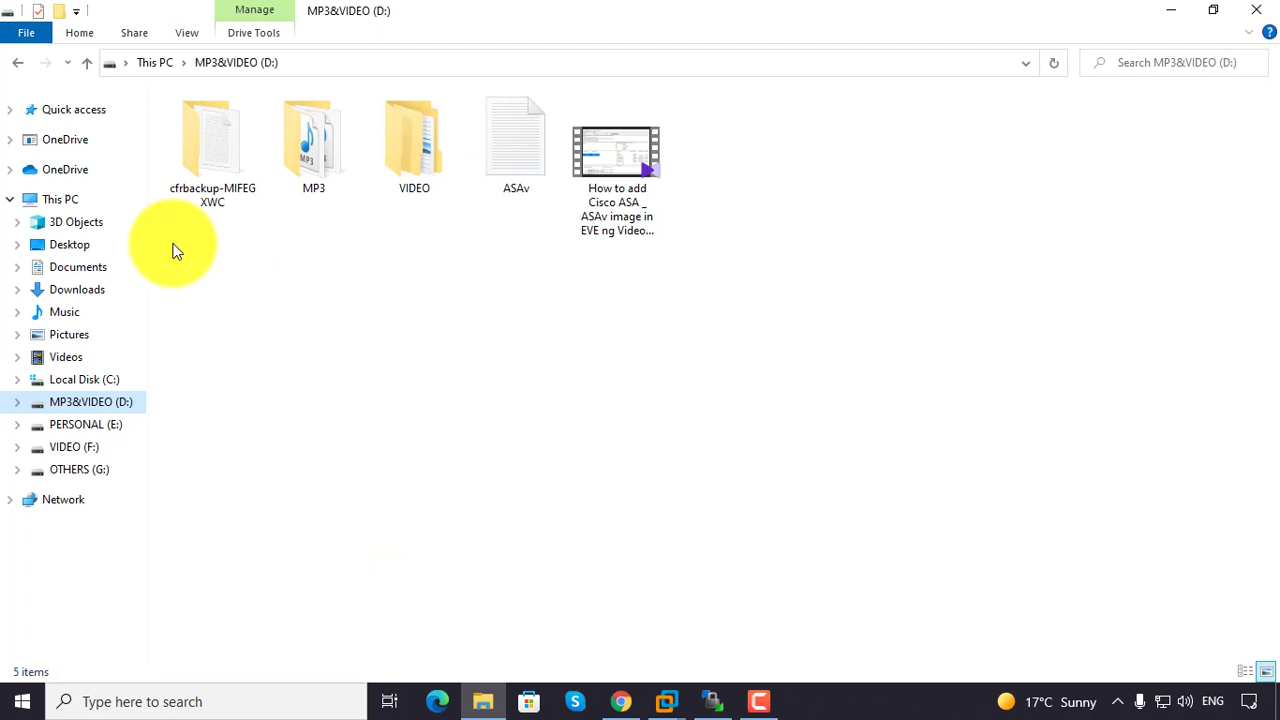 Manage
MP3&VIDEO (D:)
File
Home
Share
View
Drive Tools
This PC
MP3&VIDEO (D:)
Search MP3&VIDEO (D:)
Quick access
OneDrive
OneDrive
This PC
3D Objects
Desktop
Documents
Downloads
Music
Pictures
Videos
Local Disk (C:)
MP3&VIDEO (D:)
PERSONAL (E:)
VIDEO (F:)
OTHERS (G:)
Network
cfrbackup-MIFEG
XWC
MP3
MP3
VIDEO
ASAv
How to add
Cisco ASA _
ASAv image in
EVE ng Video...
5 items
Type here to search
17°C Sunny
ENG